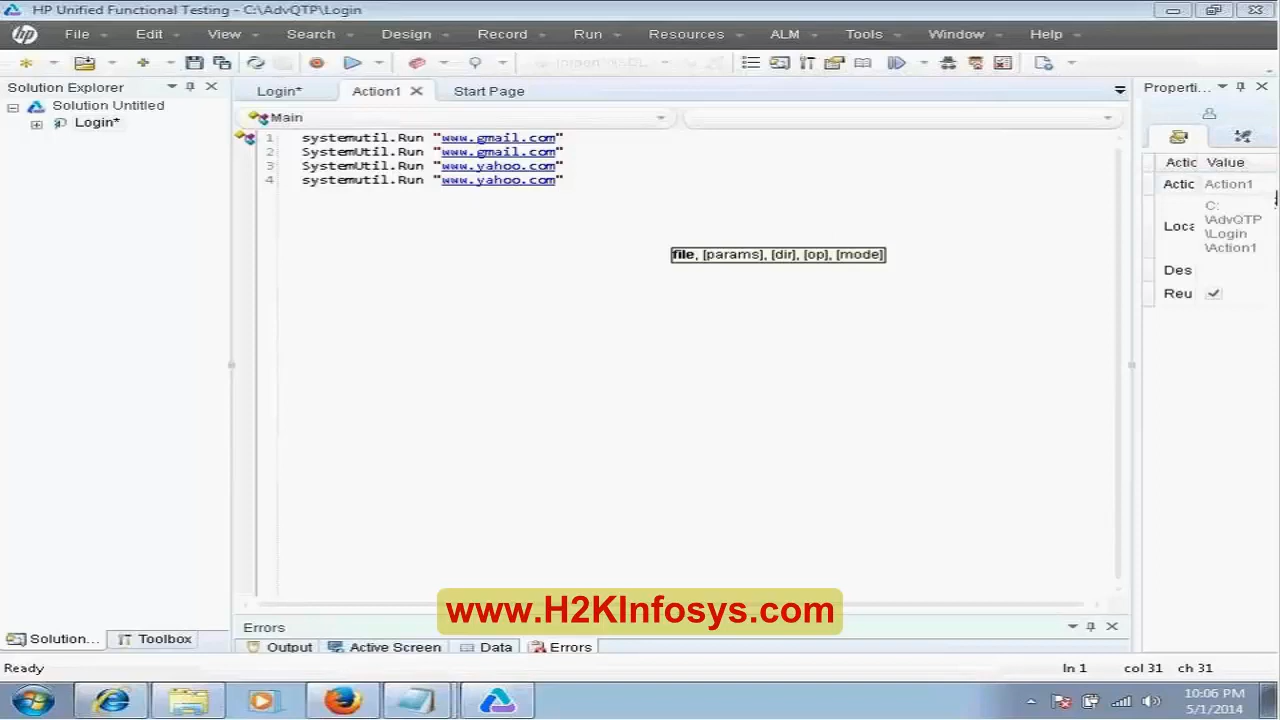 HP Unified Functional Testing - C:\AdvQTP\Login
hp File Edit View Search Design Record Run Resources ALM Tools Window Help
Solution Explorer
Solution Untitled
Login*
Login* Action1 Start Page
Main
1 systemutil.Run "www.gmail.com"
2 SystemUtil.Run "www.gmail.com"
3 SystemUtil.Run "www.yahoo.com"
4 systemutil.Run "www.yahoo.com"
file, [params], [dir], [op], [mode]
Properti...
Actic Value
Actic Action1
Loca C:\AdvQTP\Login\Action1
Des
Reu
www.H2KInfosys.com
Errors
Solution... Toolbox
Output Active Screen Data Errors
Ready ln 1 col 31 ch 31
10:06 PM
5/1/2014